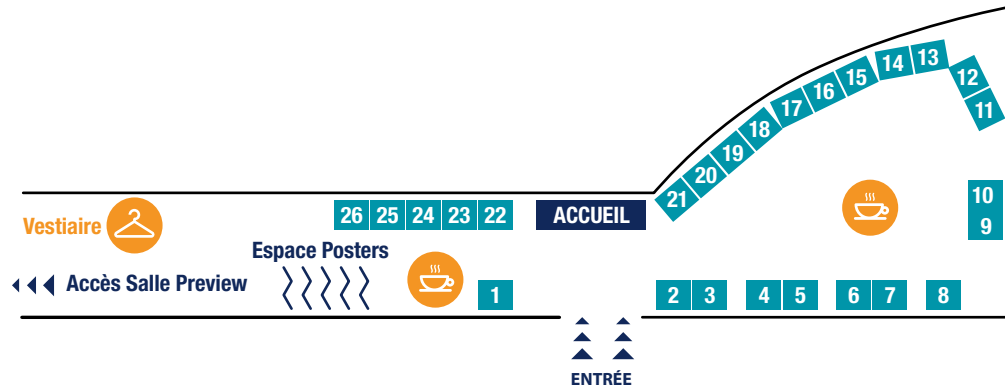 14 13
15
16
17
18
19
20
21
12
11
10
9
Vestiaire
26 25 24 23 22
ACCUEIL
Espace Posters
Accès Salle Preview
1
2 3 4 5 6 7 8
ENTRÉE